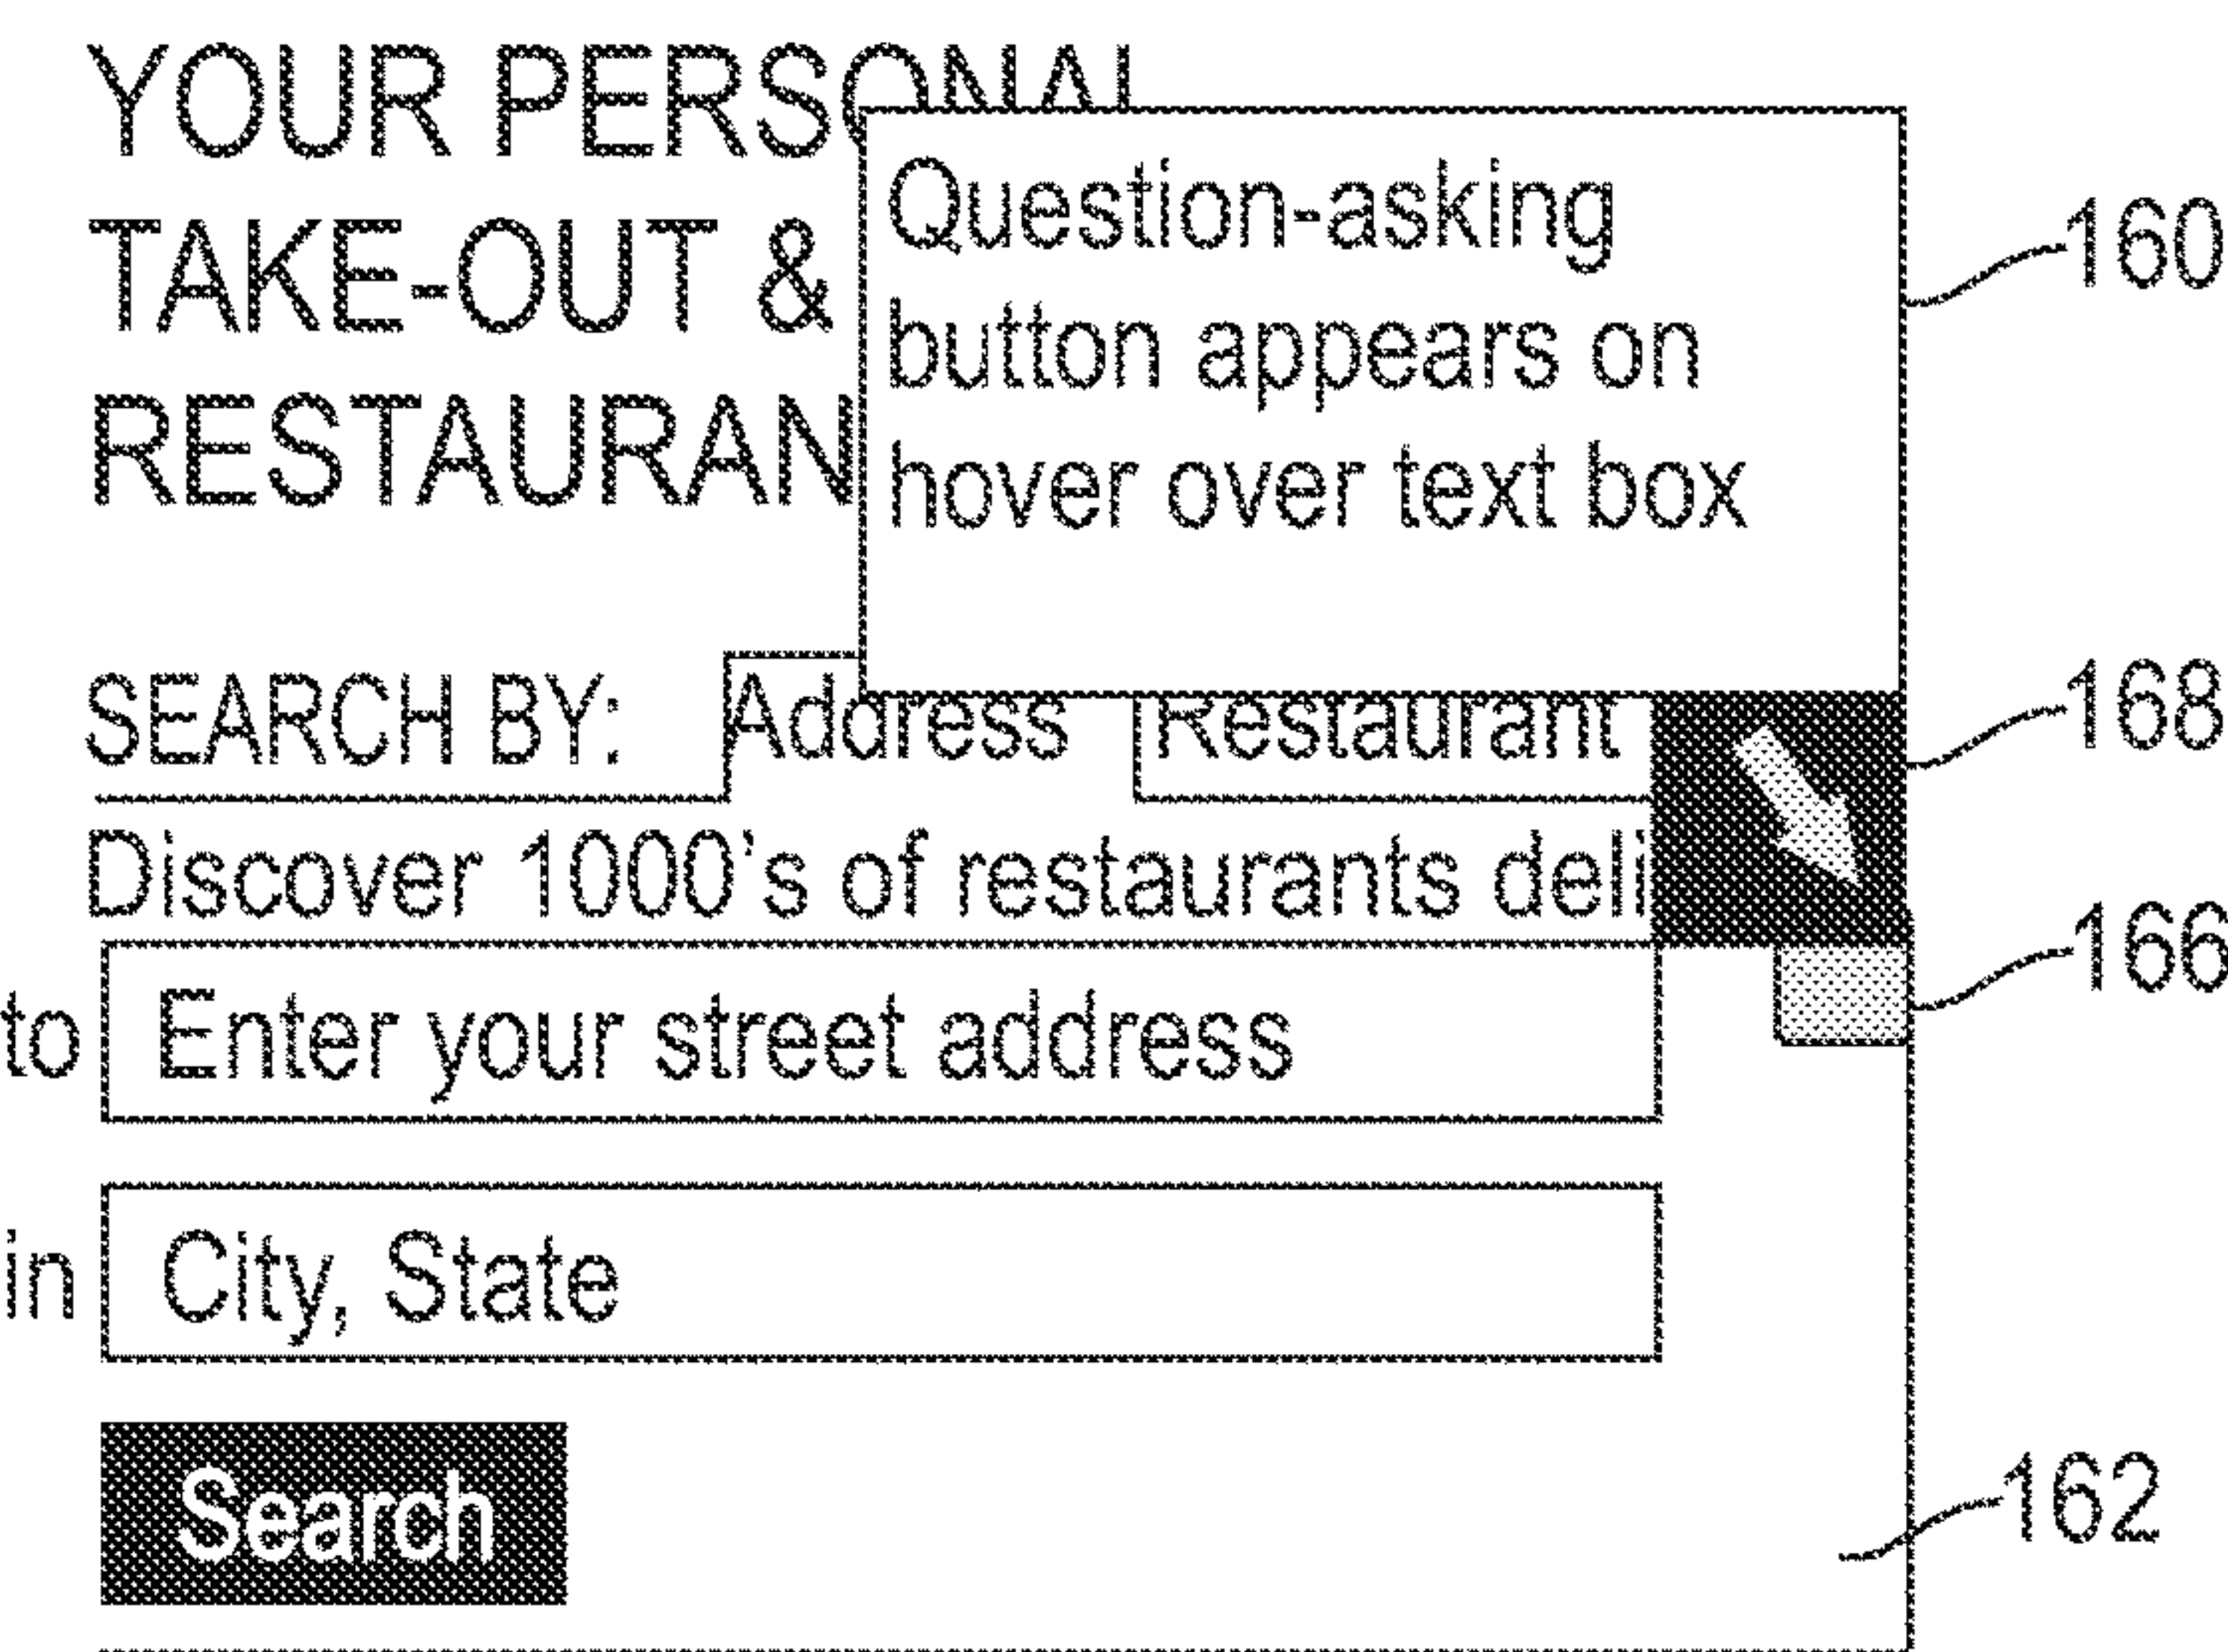 YOUR PERSONAL
TAKE-OUT &
RESTAURAN
Question-asking
button appears on
hover over text box
160
SEARCH BY: Address Restaurant
168
Discover 1000's of restaurants deli
166
to Enter your street address
in City, State
Search
162